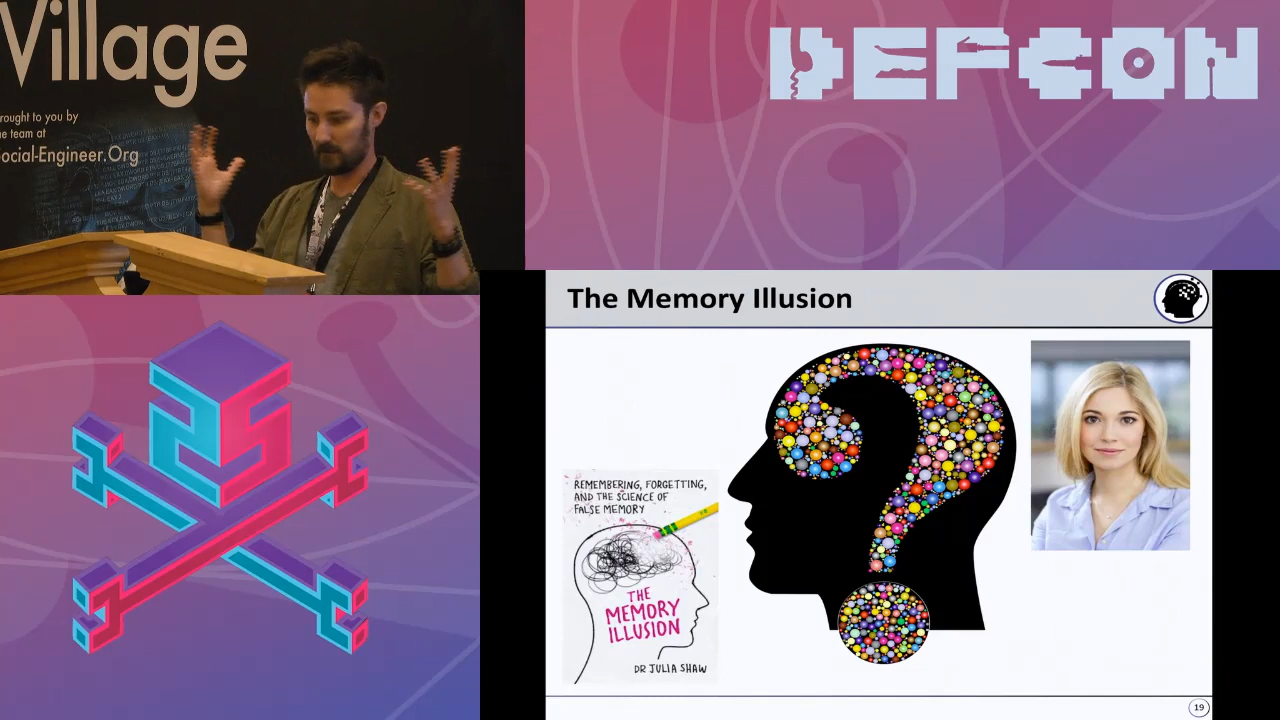 Village
rought to you by
e team at
ocial-Engineer.Org
DEFCON
The Memory Illusion
REMEMBERING, FORGETTING,
AND THE SCIENCE OF
FALSE MEMORY
THE
MEMORY
ILLUSION
DR JULIA SHAW
19